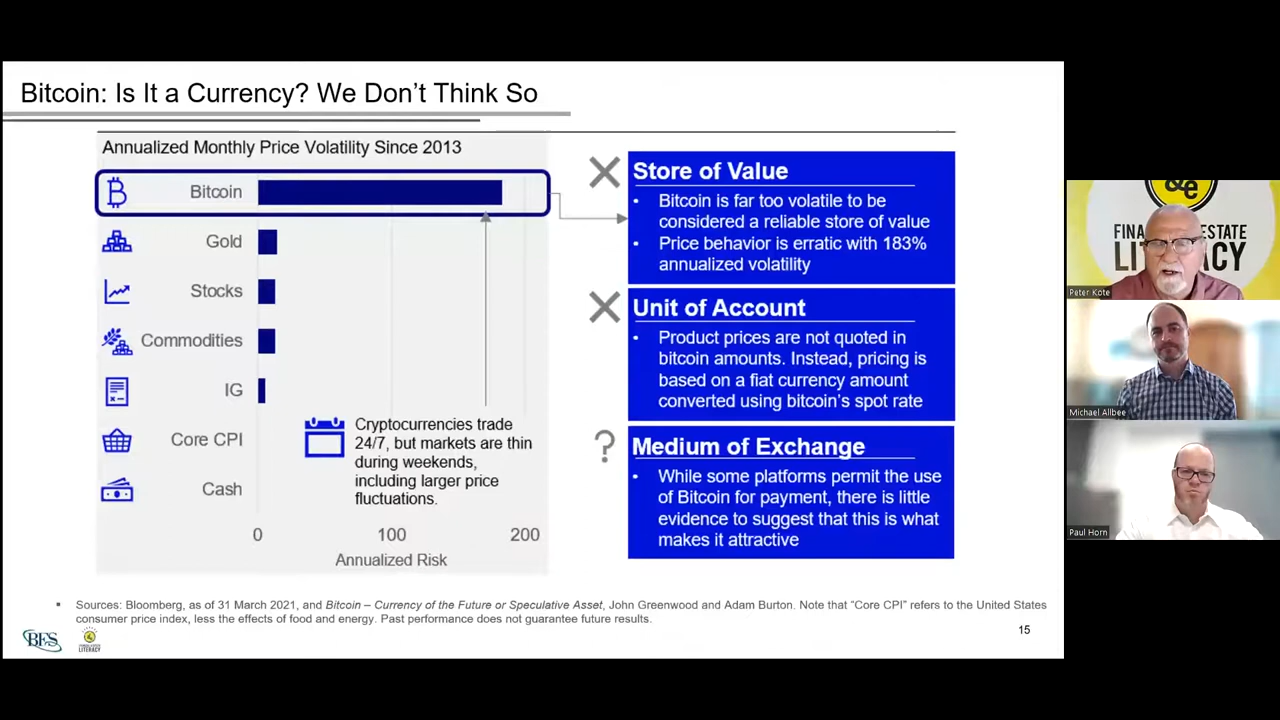 Bitcoin: Is It a Currency? We Don't Think So
Annualized Monthly Price Volatility Since 2013
Bitcoin
Gold
Stocks
Commodities
IG
Core CPI
Cash
0
100
200
Annualized Risk
Cryptocurrencies trade
24/7, but markets are thin
during weekends,
including larger price
fluctuations.
Store of Value
• Bitcoin is far too volatile to be
considered a reliable store of value
• Price behavior is erratic with 183%
annualized volatility
Unit of Account
• Product prices are not quoted in
bitcoin amounts. Instead, pricing is
based on a fiat currency amount
converted using bitcoin's spot rate
?
Medium of Exchange
• While some platforms permit the use
of Bitcoin for payment, there is little
evidence to suggest that this is what
makes it attractive
▪ Sources: Bloomberg, as of 31 March 2021, and Bitcoin – Currency of the Future or Speculative Asset, John Greenwood and Adam Burton. Note that "Core CPI" refers to the United States
consumer price index, less the effects of food and energy. Past performance does not guarantee future results.
15
BFS
LITERACY
&e
Peter Kote
Michael Allbee
Paul Horn